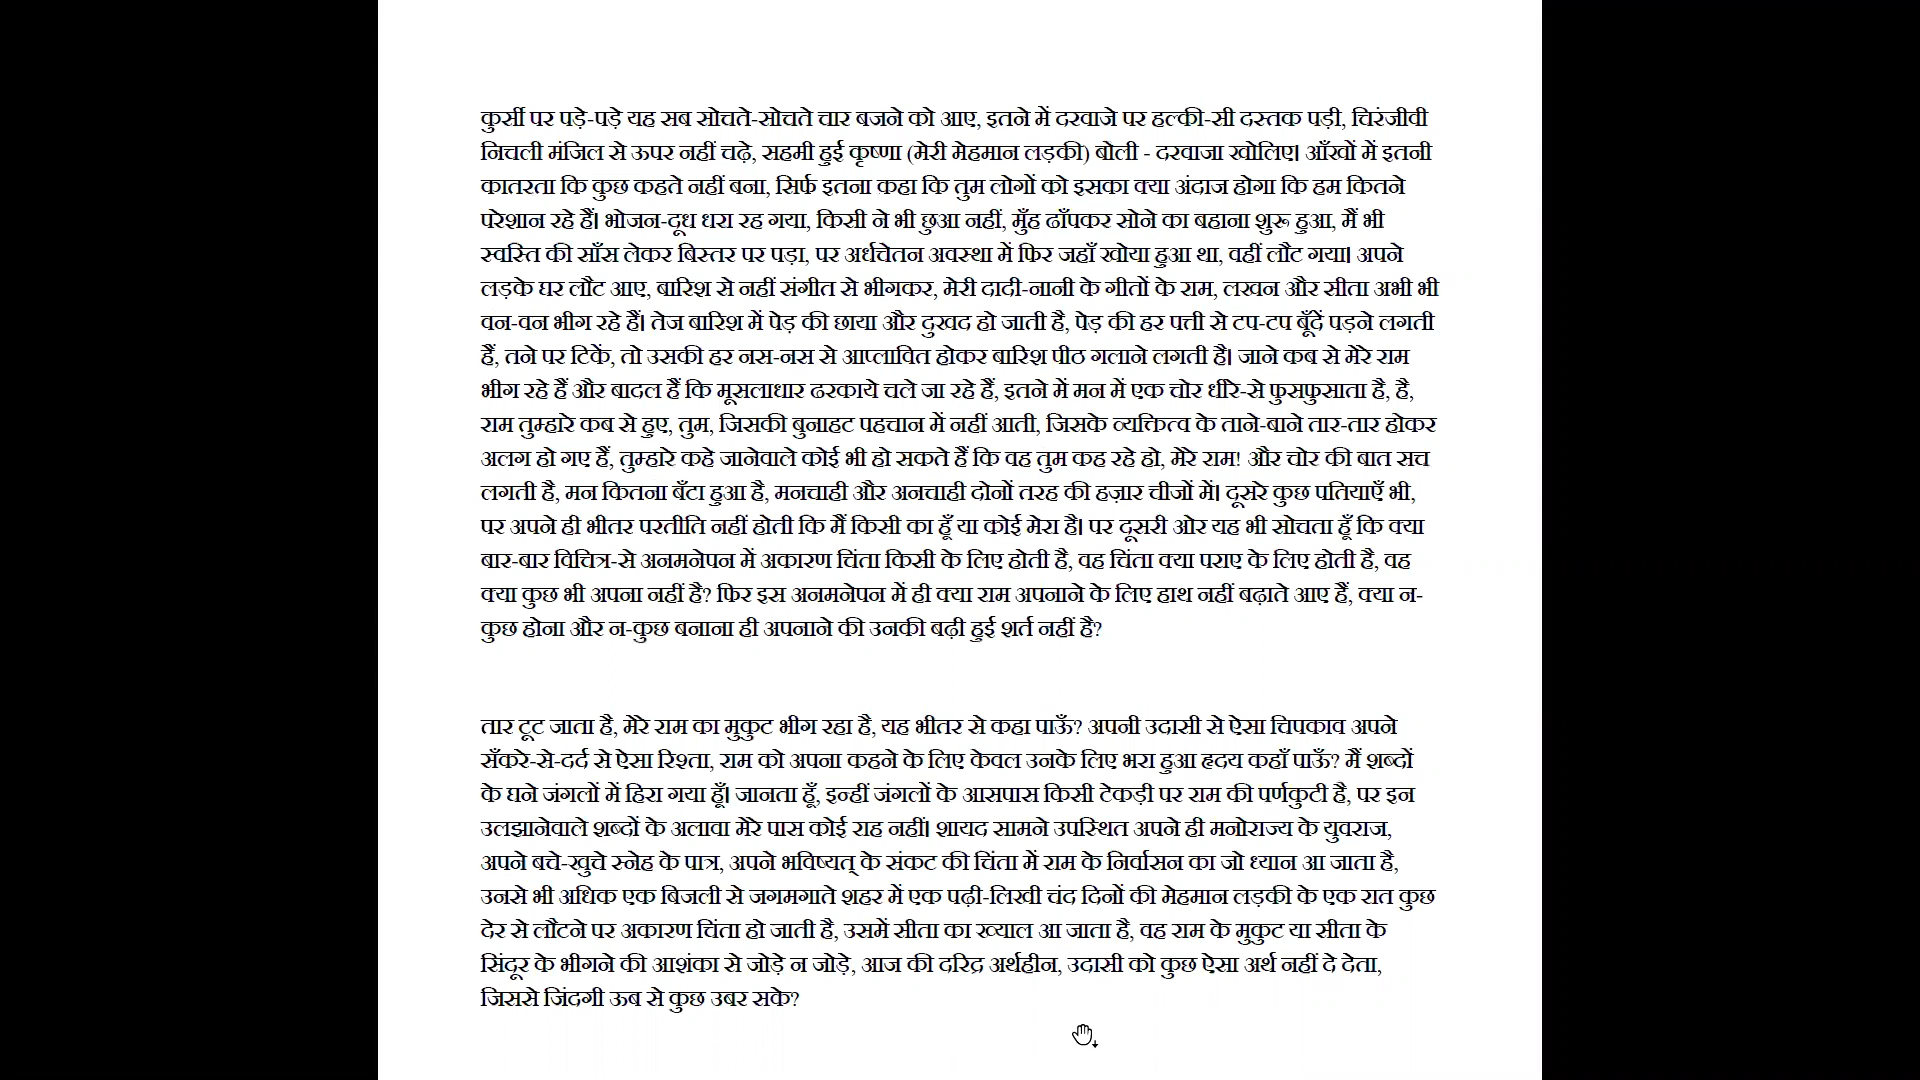 कुर्सी पर पड़े-पड़े यह सब सोचते-सोचते चार बजने को आए, इतने में दरवाजे पर हल्की-सी दस्तक पड़ी, चिरंजीवी
निचली मंजिल से ऊपर नहीं चढ़े, सहमी हुई कृष्णा (मेरी मेहमान लड़की) बोली - दरवाजा खोलिए। आँखों में इतनी
कातरता कि कुछ कहते नहीं बना, सिर्फ इतना कहा कि तुम लोगों को इसका क्या अंदाज होगा कि हम कितने
परेशान रहे हैं। भोजन-दूध धरा रह गया, किसी ने भी छुआ नहीं, मुँह ढाँपकर सोने का बहाना शुरू हुआ, मैं भी
स्वस्ति की साँस लेकर बिस्तर पर पड़ा, पर अर्धचेतन अवस्था में फिर जहाँ खोया हुआ था, वहीं लौट गया। अपने
लड़के घर लौट आए, बारिश से नहीं संगीत से भीगकर, मेरी दादी-नानी के गीतों के राम, लखन और सीता अभी भी
वन-वन भीग रहे हैं। तेज बारिश में पेड़ की छाया और दुखद हो जाती है, पेड़ की हर पत्ती से टप-टप बूँदें पड़ने लगती
हैं, तने पर टिकें, तो उसकी हर नस-नस से आप्लावित होकर बारिश पीठ गलाने लगती है। जाने कब से मेरे राम
भीग रहे हैं और बादल हैं कि मूसलाधार ढरकाये चले जा रहे हैं, इतने में मन में एक चोर धीरे-से फुसफुसाता है, है,
राम तुम्हारे कब से हुए, तुम, जिसकी बुनाहट पहचान में नहीं आती, जिसके व्यक्तित्व के ताने-बाने तार-तार होकर
अलग हो गए हैं, तुम्हारे कहे जानेवाले कोई भी हो सकते हैं कि वह तुम कह रहे हो, मेरे राम! और चोर की बात सच
लगती है, मन कितना बँटा हुआ है, मनचाही और अनचाही दोनों तरह की हज़ार चीजों में। दूसरे कुछ पतियाएँ भी,
पर अपने ही भीतर परतीति नहीं होती कि मैं किसी का हूँ या कोई मेरा है। पर दूसरी ओर यह भी सोचता हूँ कि क्या
बार-बार विचित्र-से अनमनेपन में अकारण चिंता किसी के लिए होती है, वह चिंता क्या पराए के लिए होती है, वह
क्या कुछ भी अपना नहीं है? फिर इस अनमनेपन में ही क्या राम अपनाने के लिए हाथ नहीं बढ़ाते आए हैं, क्या न-
कुछ होना और न-कुछ बनाना ही अपनाने की उनकी बढ़ी हुई शर्त नहीं है?
तार टूट जाता है, मेरे राम का मुकुट भीग रहा है, यह भीतर से कहा पाऊँ? अपनी उदासी से ऐसा चिपकाव अपने
सँकरे-से-दर्द से ऐसा रिश्ता, राम को अपना कहने के लिए केवल उनके लिए भरा हुआ हृदय कहाँ पाऊँ? मैं शब्दों
के घने जंगलों में हिरा गया हूँ। जानता हूँ, इन्हीं जंगलों के आसपास किसी टेकड़ी पर राम की पर्णकुटी है, पर इन
उलझानेवाले शब्दों के अलावा मेरे पास कोई राह नहीं। शायद सामने उपस्थित अपने ही मनोराज्य के युवराज,
अपने बचे-खुचे स्नेह के पात्र, अपने भविष्यत् के संकट की चिंता में राम के निर्वासन का जो ध्यान आ जाता है,
उनसे भी अधिक एक बिजली से जगमगाते शहर में एक पढ़ी-लिखी चंद दिनों की मेहमान लड़की के एक रात कुछ
देर से लौटने पर अकारण चिंता हो जाती है, उसमें सीता का ख्याल आ जाता है, वह राम के मुकुट या सीता के
सिंदूर के भीगने की आशंका से जोड़े न जोड़े, आज की दरिद्र अर्थहीन, उदासी को कुछ ऐसा अर्थ नहीं दे देता,
जिससे जिंदगी ऊब से कुछ उबर सके?